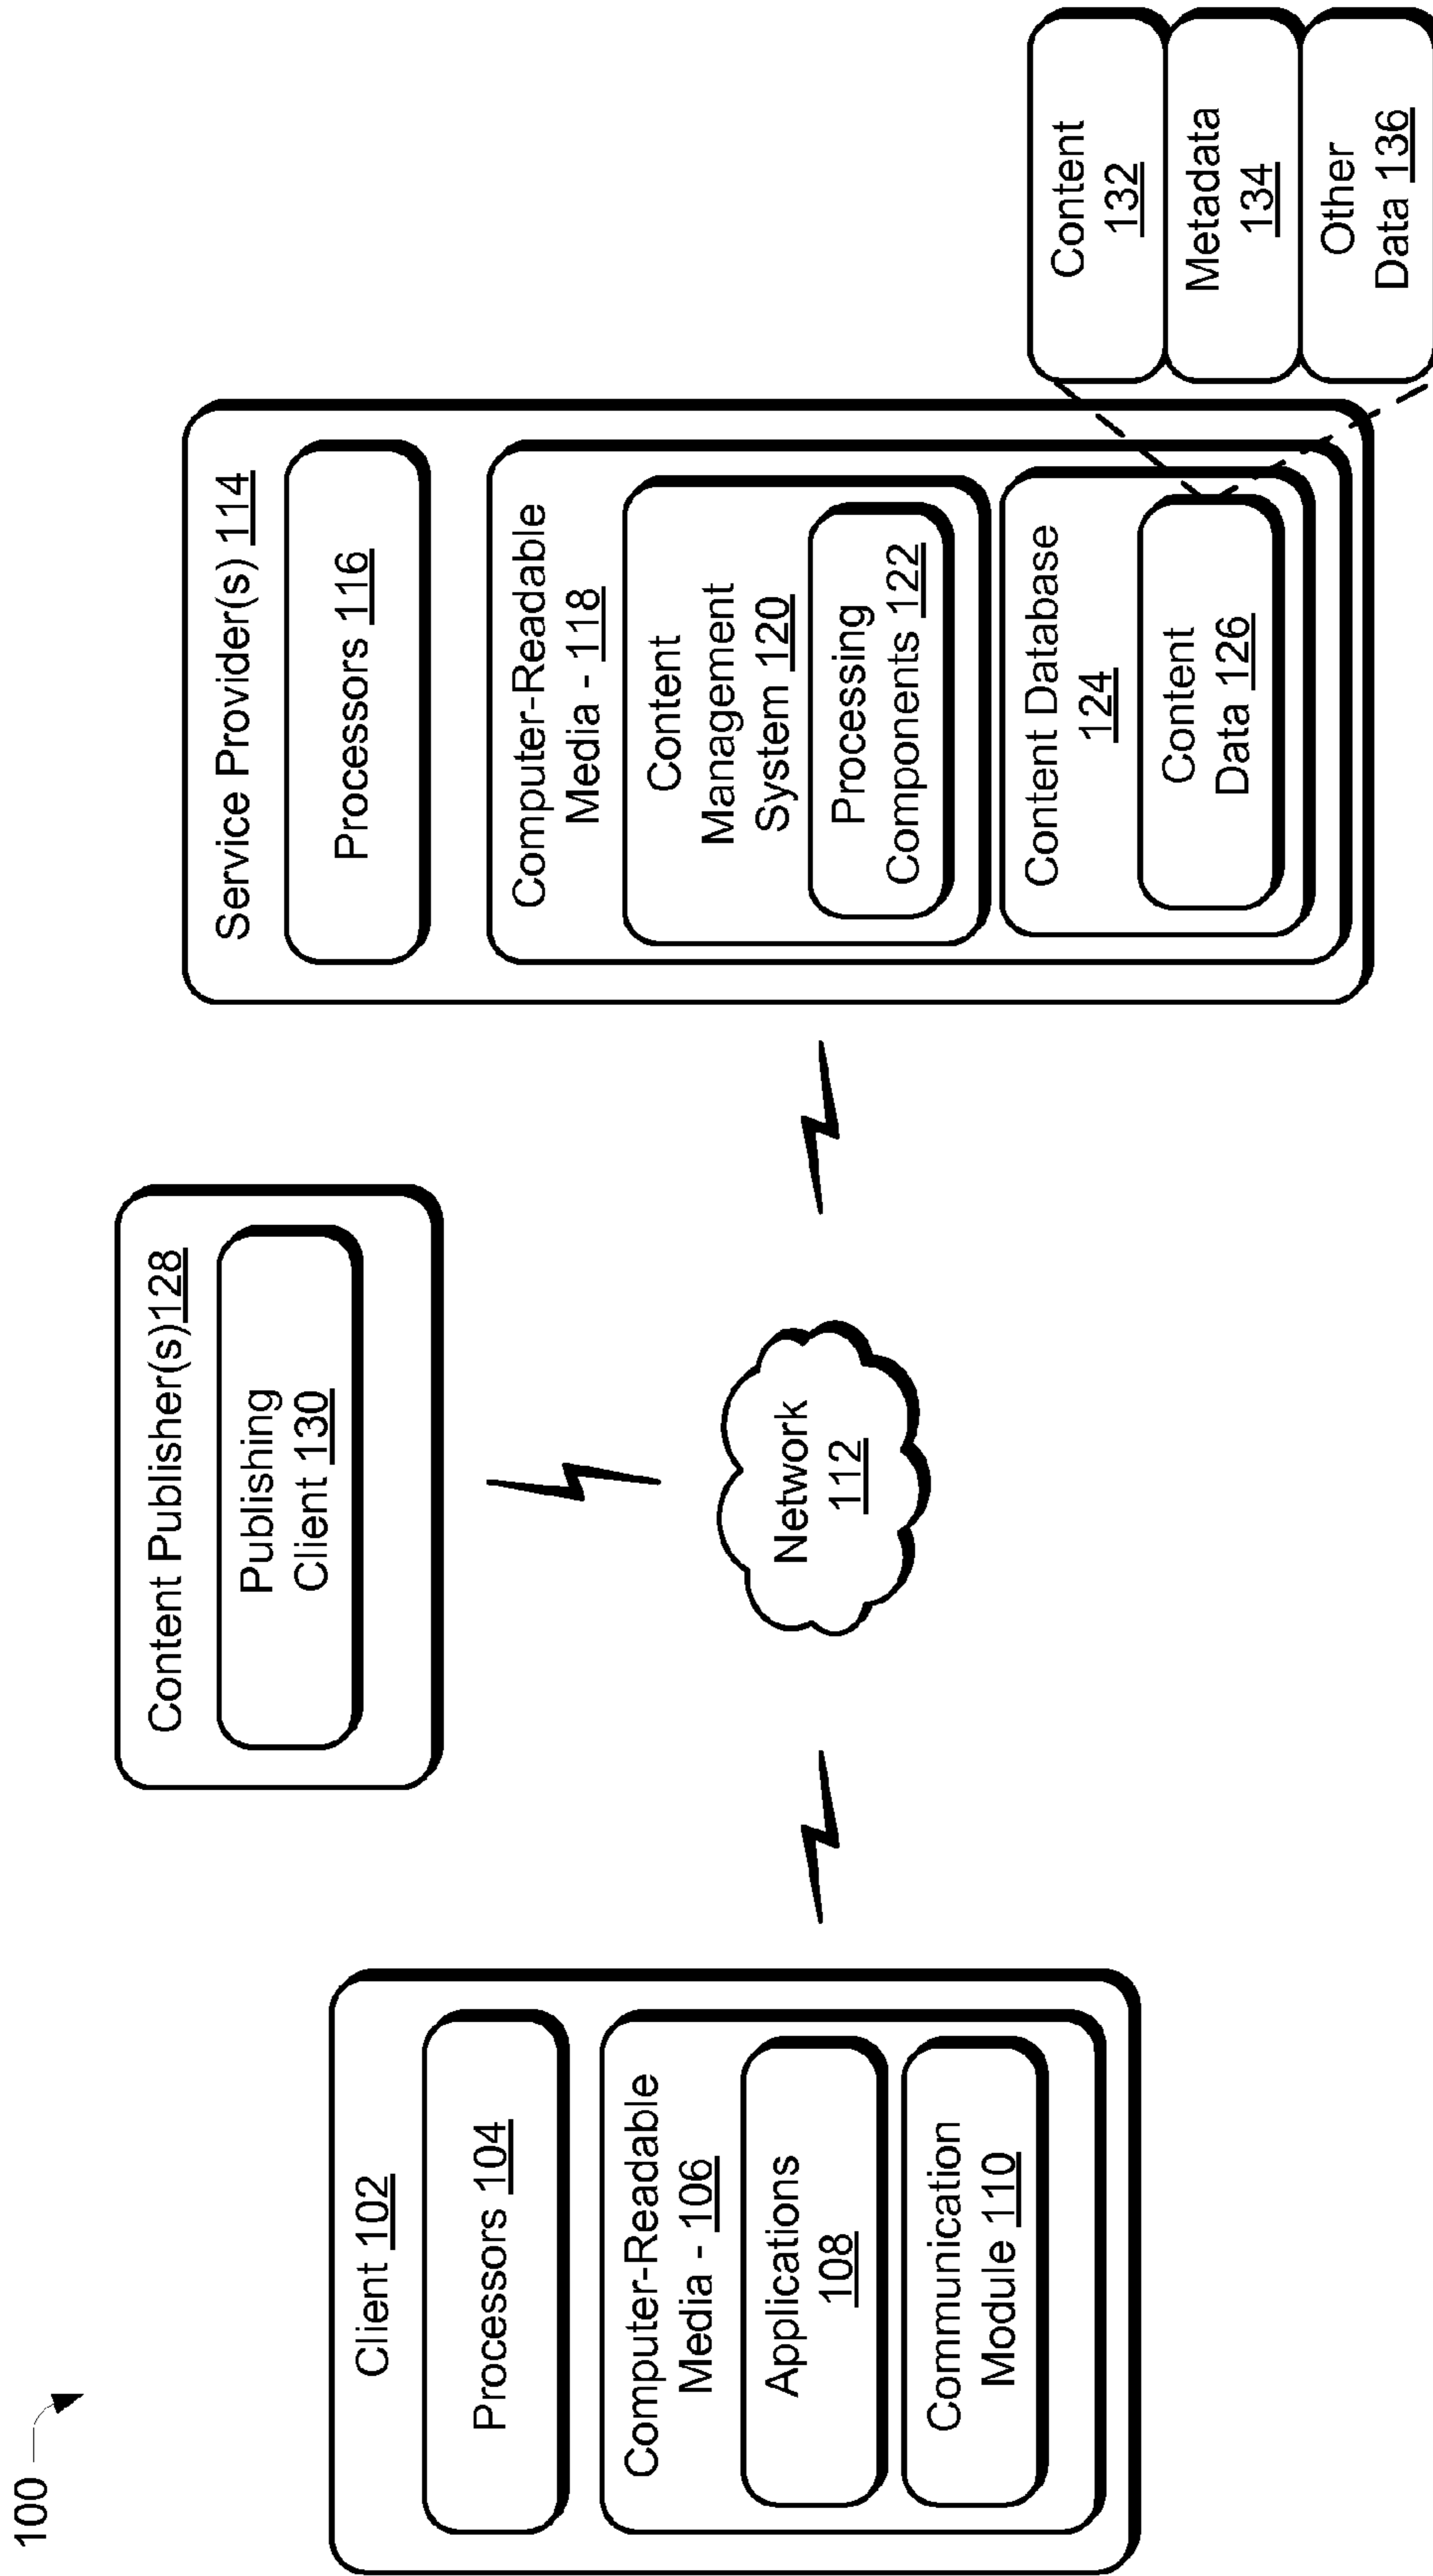 100
Client 102
Processors 104
Computer-Readable
Media - 106
Applications
108
Communication
Module 110
Content Publisher(s)128
Publishing
Client 130
Network
112
Service Provider(s) 114
Processors 116
Computer-Readable
Media - 118
Content
Management
System 120
Processing
Components 122
Content Database
124
Content
Data 126
Content
132
Metadata
134
Other
Data 136